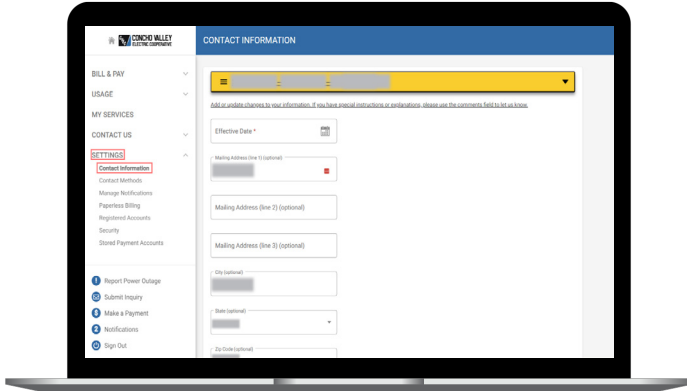 CONCHO VALLEY
ELECTRIC COOPERATIVE
CONTACT INFORMATION
BILL & PAY
USAGE
MY SERVICES
CONTACT US
SETTINGS
Contact Information
Contact Methods
Manage Notifications
Paperless Billing
Registered Accounts
Security
Stored Payment Accounts
Report Power Outage
Submit Inquiry
Make a Payment
Notifications
Sign Out
Add or update changes to your information. If you have special instructions or explanations, please use the comments field to let us know.
Effective Date *
Mailing Address (line 1) (optional)
Mailing Address (line 2) (optional)
Mailing Address (line 3) (optional)
City (optional)
State (optional)
Zip Code (optional)